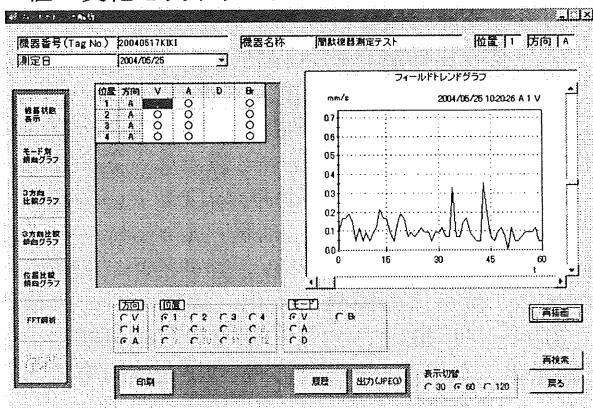 機器番号(Tag No) 20040517KIKI 機器名称 間欺機器測定テスト 位置 1 方向 A
測定日 2004/05/25
機器状態
表示
モード別
傾向グラフ
3方向
比較グラフ
3方向比較
傾向グラフ
位置比較
傾向グラフ
FFT解析
位置 方向 V A D Br
1 A
2 A
3 A
4 A
フィールドトレンドグラフ
mm/s 2004/05/25 10:20:26 A 1 V
0.7
0.6
0.5
0.4
0.3
0.2
0.1
0.0
0 15 30 45 60
t
方向 位置 モード
V 1 2 3 4 V Br
H A
A D
再描画
再検索
印刷 履歴 出力(JPEG) 表示切替
30 60 120 戻る